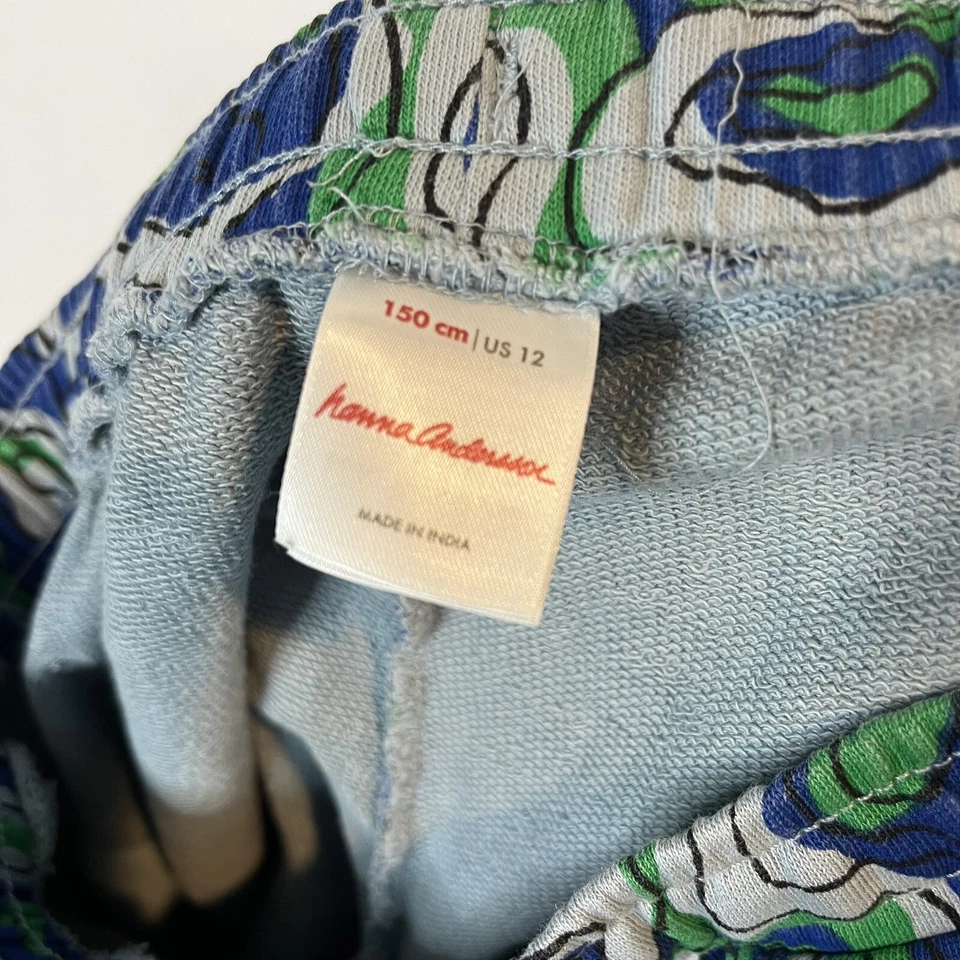 150 cm | US 12
hanna Andersson
MADE IN INDIA